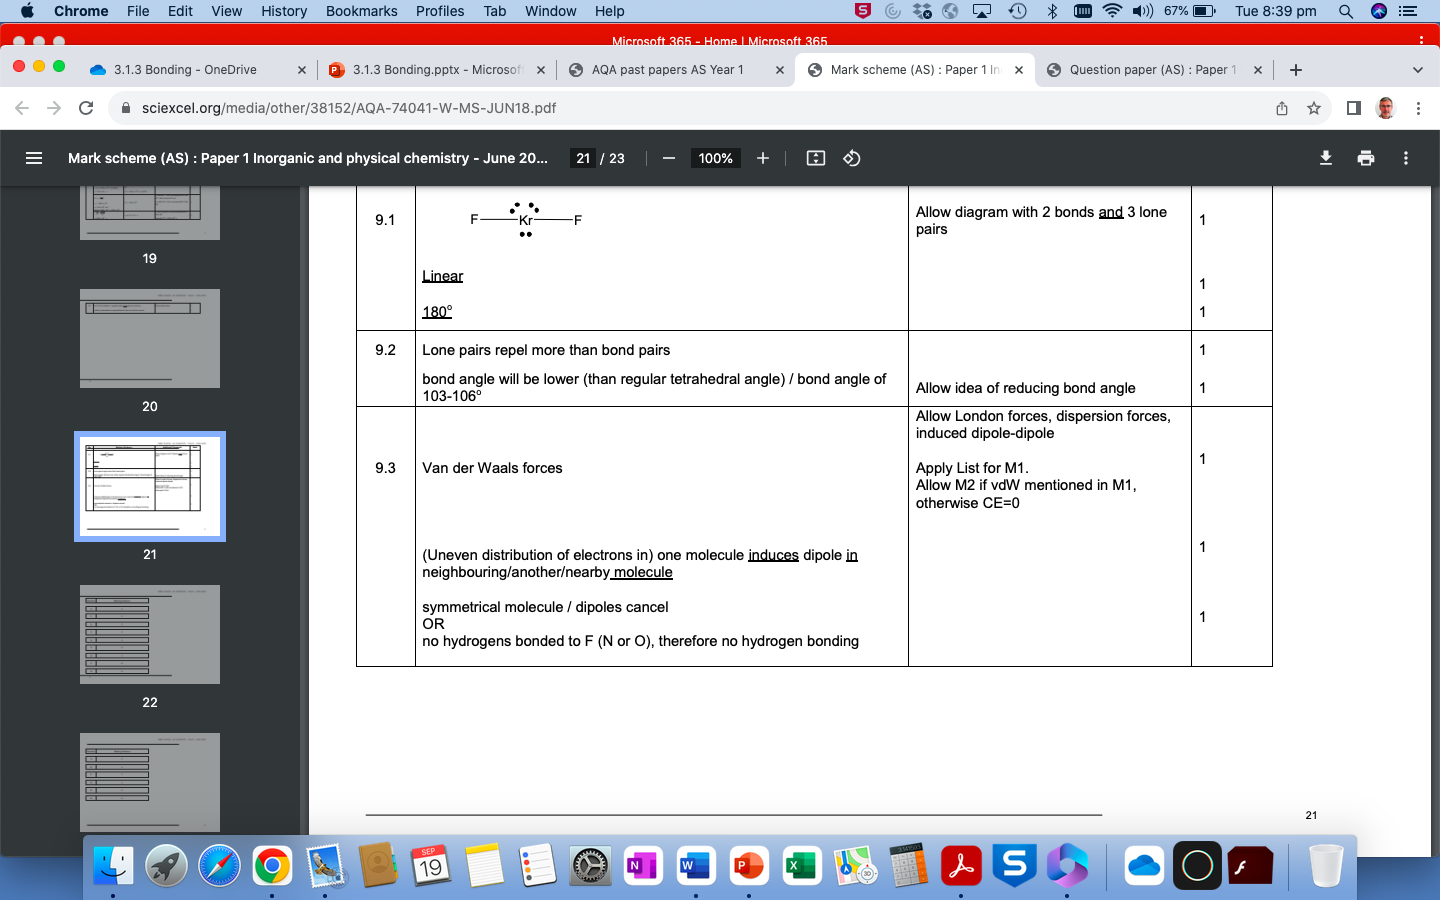 Chrome File Edit View History Bookmarks Profiles Tab Window Help 67% Tue 8:39 pm
Microsoft 365 - Home | Microsoft 365
3.1.3 Bonding - OneDrive
3.1.3 Bonding.pptx - Microsof
AQA past papers AS Year 1
Mark scheme (AS) : Paper 1 In
Question paper (AS) : Paper 1
sciexcel.org/media/other/38152/AQA-74041-W-MS-JUN18.pdf
Mark scheme (AS) : Paper 1 Inorganic and physical chemistry - June 20... 21 / 23 100%
19
20
21
22
9.1
F Kr F
Allow diagram with 2 bonds and 3 lone
pairs
1
Linear
1
180°
1
9.2
Lone pairs repel more than bond pairs
1
bond angle will be lower (than regular tetrahedral angle) / bond angle of
103-106°
Allow idea of reducing bond angle
1
9.3
Van der Waals forces
Allow London forces, dispersion forces,
induced dipole-dipole
Apply List for M1.
Allow M2 if vdW mentioned in M1,
otherwise CE=0
1
(Uneven distribution of electrons in) one molecule induces dipole in
neighbouring/another/nearby molecule
1
symmetrical molecule / dipoles cancel
OR
no hydrogens bonded to F (N or O), therefore no hydrogen bonding
1
21
SEP
19